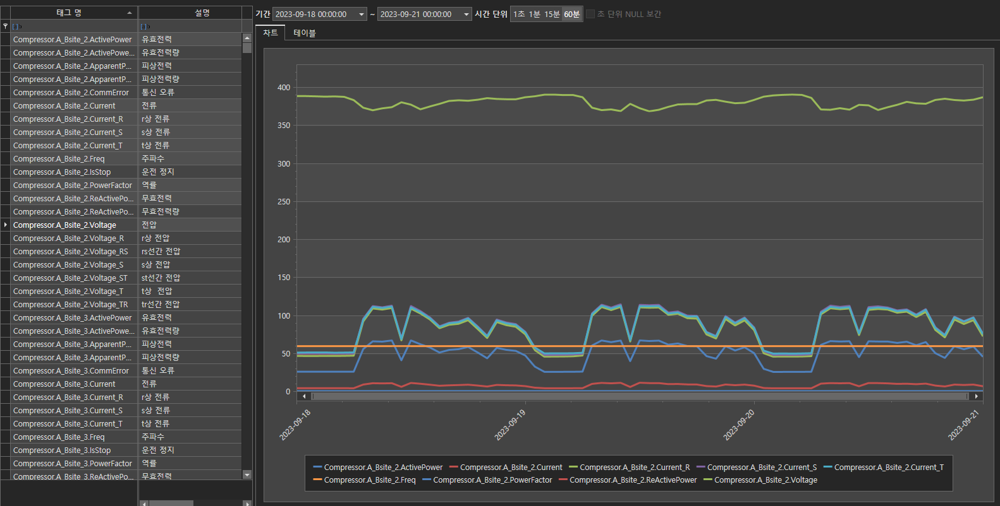 태그 명 설명
Compressor.A_Bsite_2.ActivePower 유효전력
Compressor.A_Bsite_2.ActivePowe... 유효전력량
Compressor.A_Bsite_2.ApparentP... 피상전력
Compressor.A_Bsite_2.ApparentP... 피상전력량
Compressor.A_Bsite_2.CommError 통신 오류
Compressor.A_Bsite_2.Current 전류
Compressor.A_Bsite_2.Current_R r상 전류
Compressor.A_Bsite_2.Current_S s상 전류
Compressor.A_Bsite_2.Current_T t상 전류
Compressor.A_Bsite_2.Freq 주파수
Compressor.A_Bsite_2.IsStop 운전 정지
Compressor.A_Bsite_2.PowerFactor 역률
Compressor.A_Bsite_2.ReActivePo... 무효전력
Compressor.A_Bsite_2.ReActivePo... 무효전력량
Compressor.A_Bsite_2.Voltage 전압
Compressor.A_Bsite_2.Voltage_R r상 전압
Compressor.A_Bsite_2.Voltage_RS rs선간 전압
Compressor.A_Bsite_2.Voltage_S s상 전압
Compressor.A_Bsite_2.Voltage_ST st선간 전압
Compressor.A_Bsite_2.Voltage_T t상 전압
Compressor.A_Bsite_2.Voltage_TR tr선간 전압
Compressor.A_Bsite_3.ActivePower 유효전력
Compressor.A_Bsite_3.ActivePowe... 유효전력량
Compressor.A_Bsite_3.ApparentP... 피상전력
Compressor.A_Bsite_3.ApparentP... 피상전력량
Compressor.A_Bsite_3.CommError 통신 오류
Compressor.A_Bsite_3.Current 전류
Compressor.A_Bsite_3.Current_R r상 전류
Compressor.A_Bsite_3.Current_S s상 전류
Compressor.A_Bsite_3.Current_T t상 전류
Compressor.A_Bsite_3.Freq 주파수
Compressor.A_Bsite_3.IsStop 운전 정지
Compressor.A_Bsite_3.PowerFactor 역률
Compressor.A_Bsite_3.ReActivePo... 무효전력
기간 2023-09-18 00:00:00 ~ 2023-09-21 00:00:00 시간 단위 1초 1분 15분 60분 초 단위 NULL 보간
차트 테이블
400
350
300
250
200
150
100
50
0
2023-09-18 2023-09-19 2023-09-20 2023-09-21
Compressor.A_Bsite_2.ActivePower Compressor.A_Bsite_2.Current Compressor.A_Bsite_2.Current_R Compressor.A_Bsite_2.Current_S Compressor.A_Bsite_2.Current_T
Compressor.A_Bsite_2.Freq Compressor.A_Bsite_2.PowerFactor Compressor.A_Bsite_2.ReActivePower Compressor.A_Bsite_2.Voltage